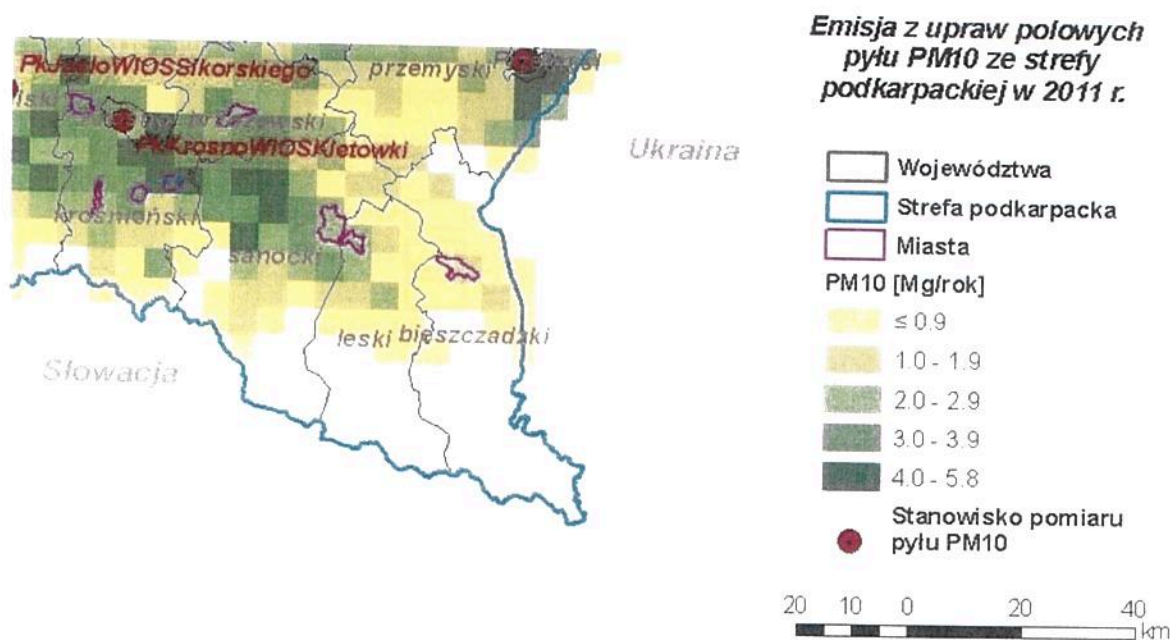 Emisja z upraw polowych
pyłu PM10 ze strefy
podkarpackiej w 2011 r.
PkJasłoWIOSSikorskiego
przemyski
Ukraina
PkKrosnoWIOSKletowki
krośnieński
sanocki
leski
bieszczadzki
Słowacja
Województwa
Strefa podkarpacka
Miasta
PM10 [Mg/rok]
≤ 0.9
1.0 - 1.9
2.0 - 2.9
3.0 - 3.9
4.0 - 5.8
Stanowisko pomiaru
pyłu PM10
20 10 0 20 40
km